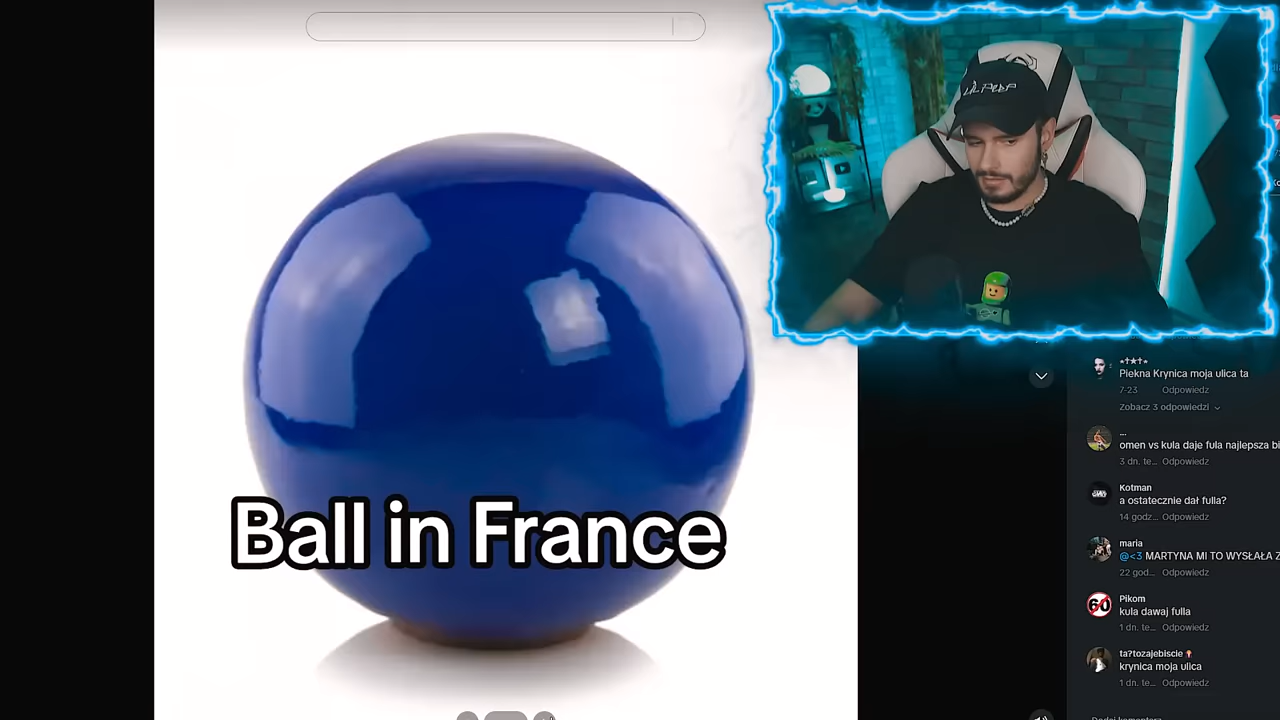 LIL PEEP
Ball in France
*†★†*
Piekna Krynica moja ulica ta
7-23 Odpowiedz
Zobacz 3 odpowiedzi
...
omen vs kula daje fula najlepsza bi
3 dn. te... Odpowiedz
Kotman
a ostatecznie dał fulla?
14 godz... Odpowiedz
maria
@<3 MARTYNA MI TO WYSŁAŁA Z
22 god... Odpowiedz
Pikom
kula dawaj fulla
1 dn. te... Odpowiedz
ta?tozajebiscie
krynica moja ulica
1 dn. te... Odpowiedz